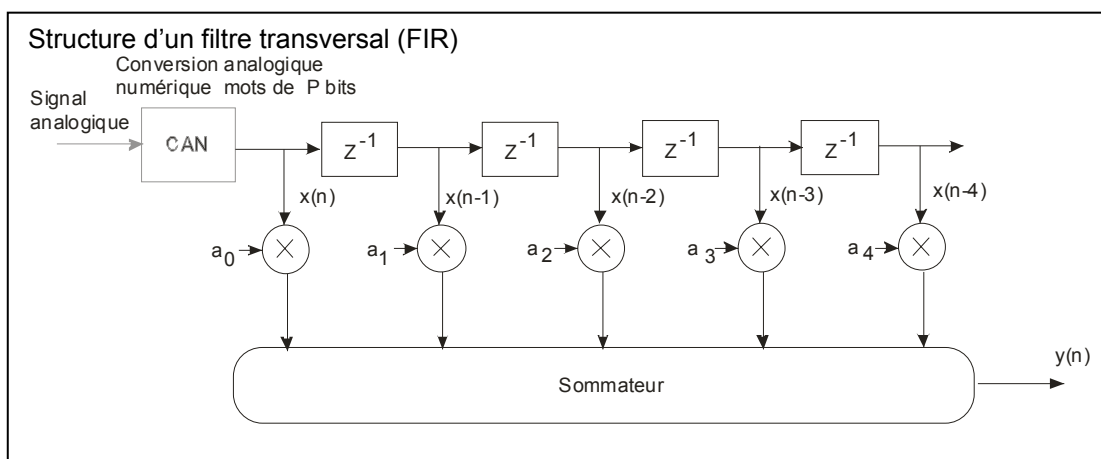 Structure d'un filtre transversal (FIR)
Conversion analogique
numérique mots de P bits
Signal
analogique
CAN
Z⁻¹
Z⁻¹
Z⁻¹
Z⁻¹
x(n)
x(n-1)
x(n-2)
x(n-3)
x(n-4)
a₀
a₁
a₂
a₃
a₄
y(n)
Sommateur